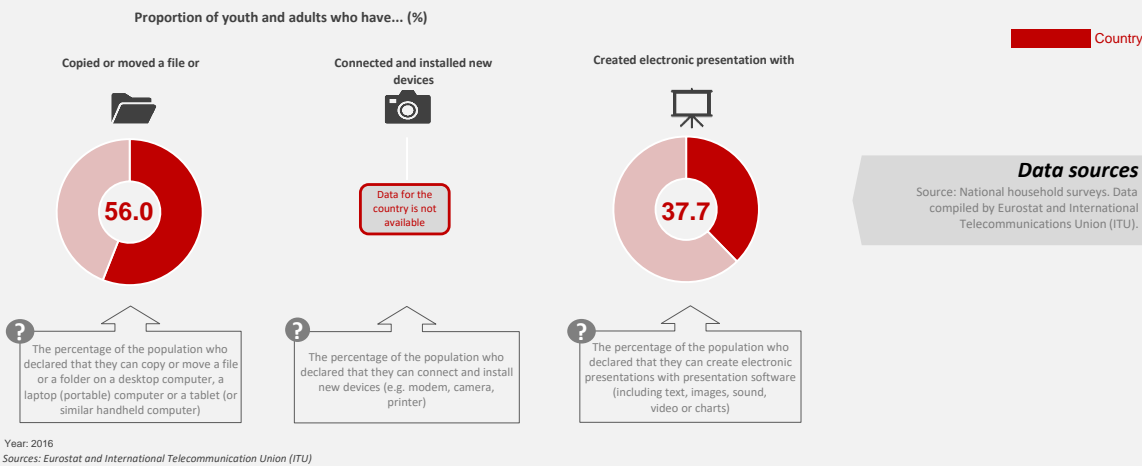 Proportion of youth and adults who have... (%)
Country
Copied or moved a file or
Connected and installed new
devices
Created electronic presentation with
56.0
Data for the
country is not
available
37.7
Data sources
Source: National household surveys. Data
compiled by Eurostat and International
Telecommunications Union (ITU).
?
The percentage of the population who
declared that they can copy or move a file
or a folder on a desktop computer, a
laptop (portable) computer or a tablet (or
similar handheld computer)
?
The percentage of the population who
declared that they can connect and install
new devices (e.g. modem, camera,
printer)
?
The percentage of the population who
declared that they can create electronic
presentations with presentation software
(including text, images, sound,
video or charts)
Year: 2016
Sources: Eurostat and International Telecommunication Union (ITU)